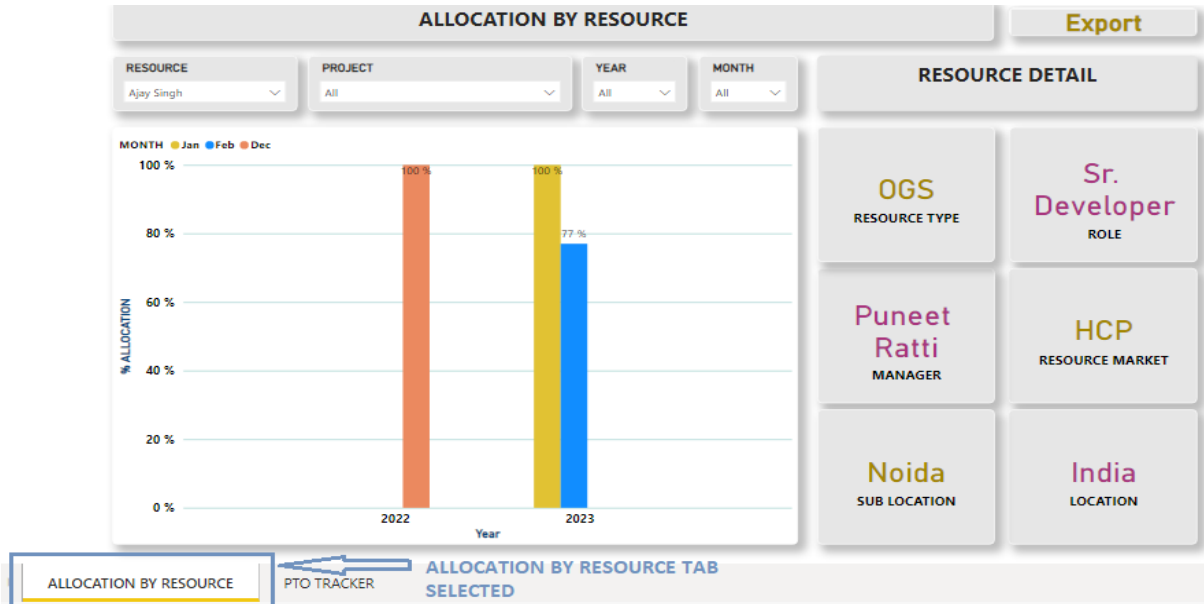 ALLOCATION BY RESOURCE
Export
RESOURCE
Ajay Singh
PROJECT
All
YEAR
All
MONTH
All
RESOURCE DETAIL
MONTH Jan Feb Dec
100 %
80 %
60 %
40 %
20 %
0 %
% ALLOCATION
100 %
100 %
77 %
2022
2023
Year
OGS
RESOURCE TYPE
Sr.
Developer
ROLE
Puneet
Ratti
MANAGER
HCP
RESOURCE MARKET
Noida
SUB LOCATION
India
LOCATION
ALLOCATION BY RESOURCE
PTO TRACKER
ALLOCATION BY RESOURCE TAB
SELECTED